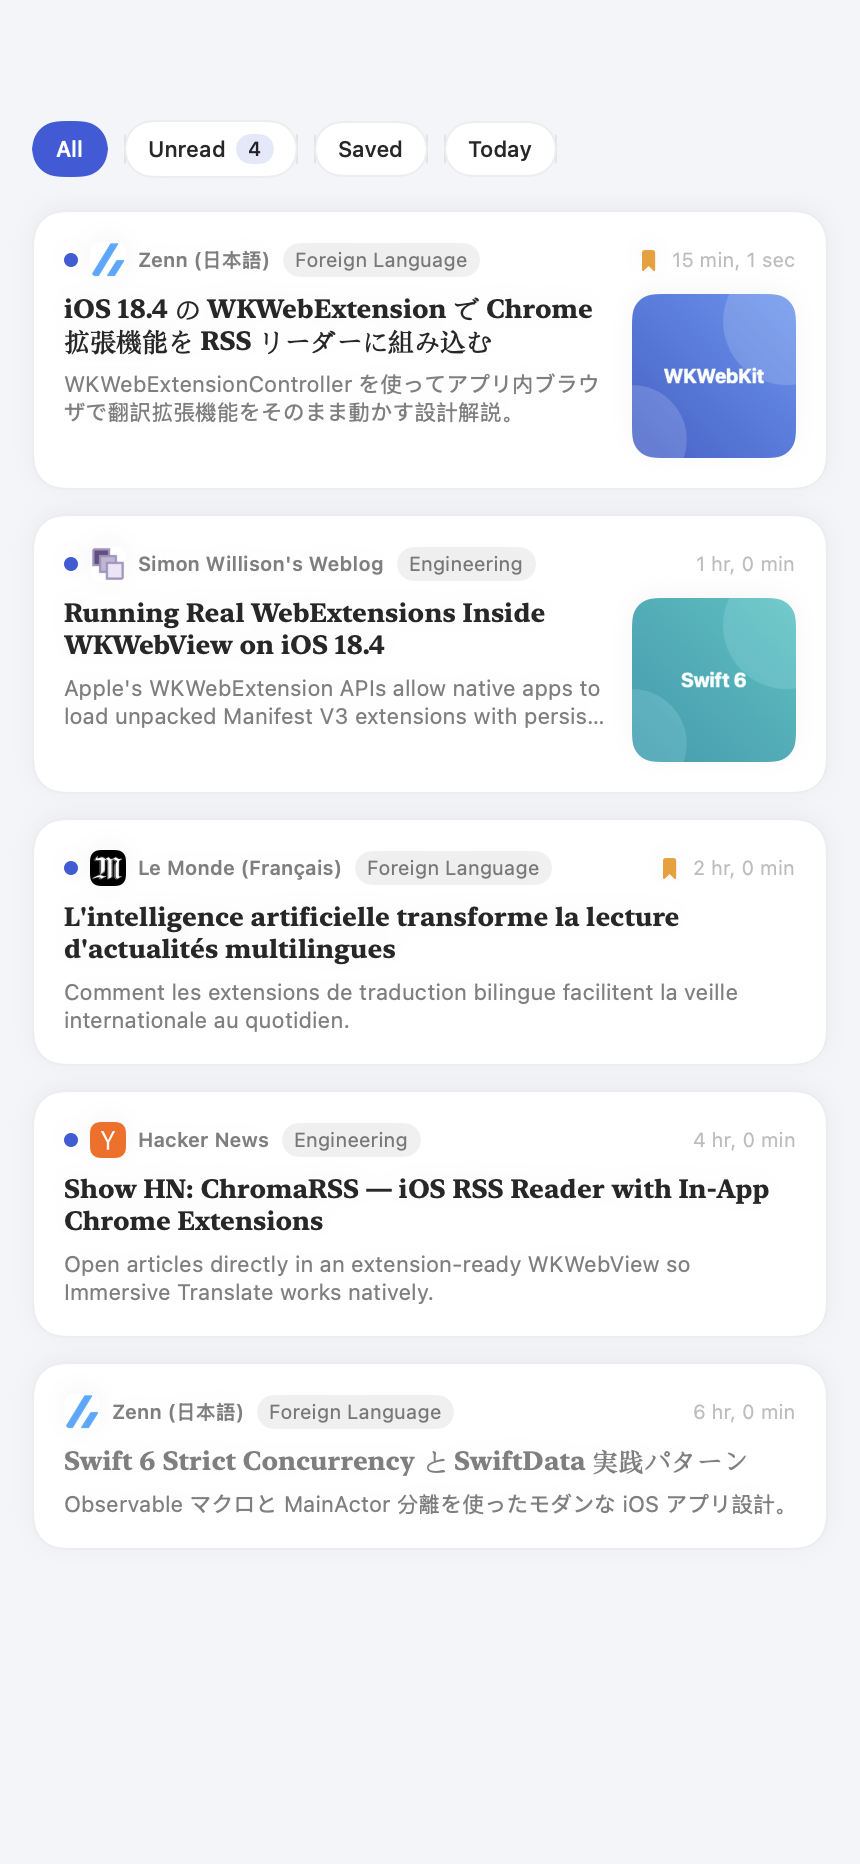 All
Unread 4
Saved
Today
Zenn (日本語) Foreign Language 15 min, 1 sec
iOS 18.4 の WKWebExtension で Chrome
拡張機能を RSS リーダーに組み込む
WKWebExtensionController を使ってアプリ内ブラウ
ザで翻訳拡張機能をそのまま動かす設計解説。
WKWebKit
Simon Willison's Weblog Engineering 1 hr, 0 min
Running Real WebExtensions Inside
WKWebView on iOS 18.4
Apple's WKWebExtension APIs allow native apps to
load unpacked Manifest V3 extensions with persis...
Swift 6
M Le Monde (Français) Foreign Language 2 hr, 0 min
L'intelligence artificielle transforme la lecture
d'actualités multilingues
Comment les extensions de traduction bilingue facilitent la veille
internationale au quotidien.
Y Hacker News Engineering 4 hr, 0 min
Show HN: ChromaRSS — iOS RSS Reader with In-App
Chrome Extensions
Open articles directly in an extension-ready WKWebView so
Immersive Translate works natively.
Zenn (日本語) Foreign Language 6 hr, 0 min
Swift 6 Strict Concurrency と SwiftData 実践パターン
Observable マクロと MainActor 分離を使ったモダンな iOS アプリ設計。